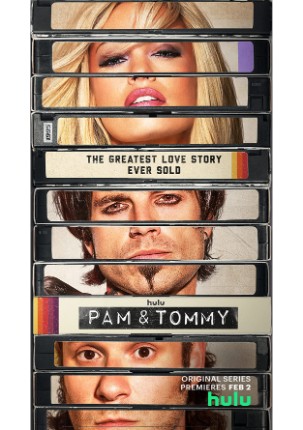 THE GREATEST LOVE STORY
EVER SOLD
hulu
PAM & TOMMY
ORIGINAL SERIES
PREMIERES FEB 2
hulu